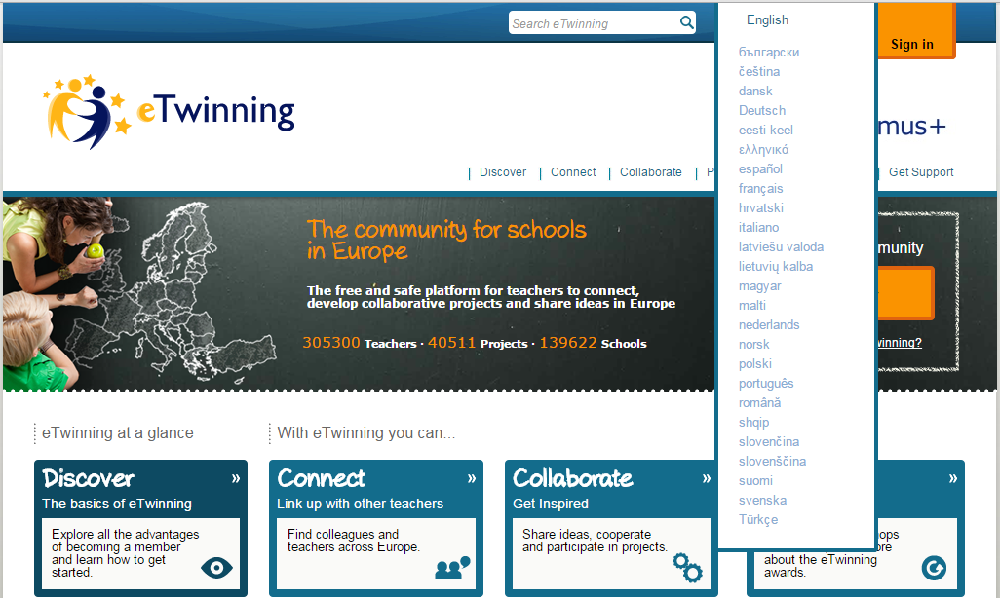 Search eTwinning
English
Sign in
български
čeština
dansk
Deutsch
eesti keel
ελληνικά
español
français
hrvatski
italiano
latviešu valoda
lietuvių kalba
magyar
malti
nederlands
norsk
polski
português
română
shqip
slovenčina
slovenščina
suomi
svenska
Türkçe
eTwinning
mus+
| Discover | Connect | Collaborate | P
| Get Support
The community for schools
in Europe
The free and safe platform for teachers to connect,
develop collaborative projects and share ideas in Europe
305300 Teachers · 40511 Projects · 139622 Schools
munity
winning?
eTwinning at a glance
With eTwinning you can...
Discover »
The basics of eTwinning
Explore all the advantages
of becoming a member
and learn how to get
started.
Connect »
Link up with other teachers
Find colleagues and
teachers across Europe.
Collaborate »
Get Inspired
Share ideas, cooperate
and participate in projects.
»
ops
ore
about the eTwinning
awards.